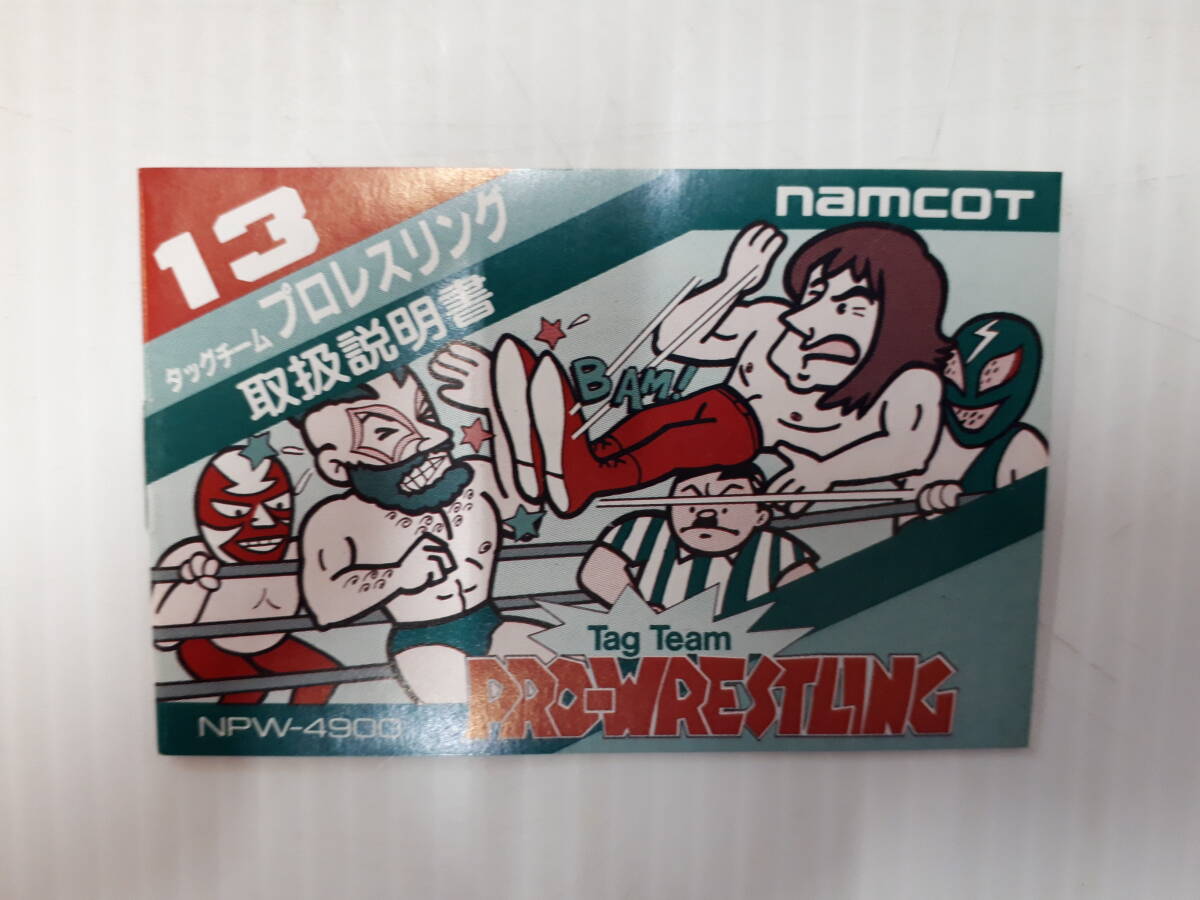 13
namcoT
タッグチーム プロレスリング
取扱説明書
BAM!
Tag Team
PRO-WRESTLING
NPW-4900